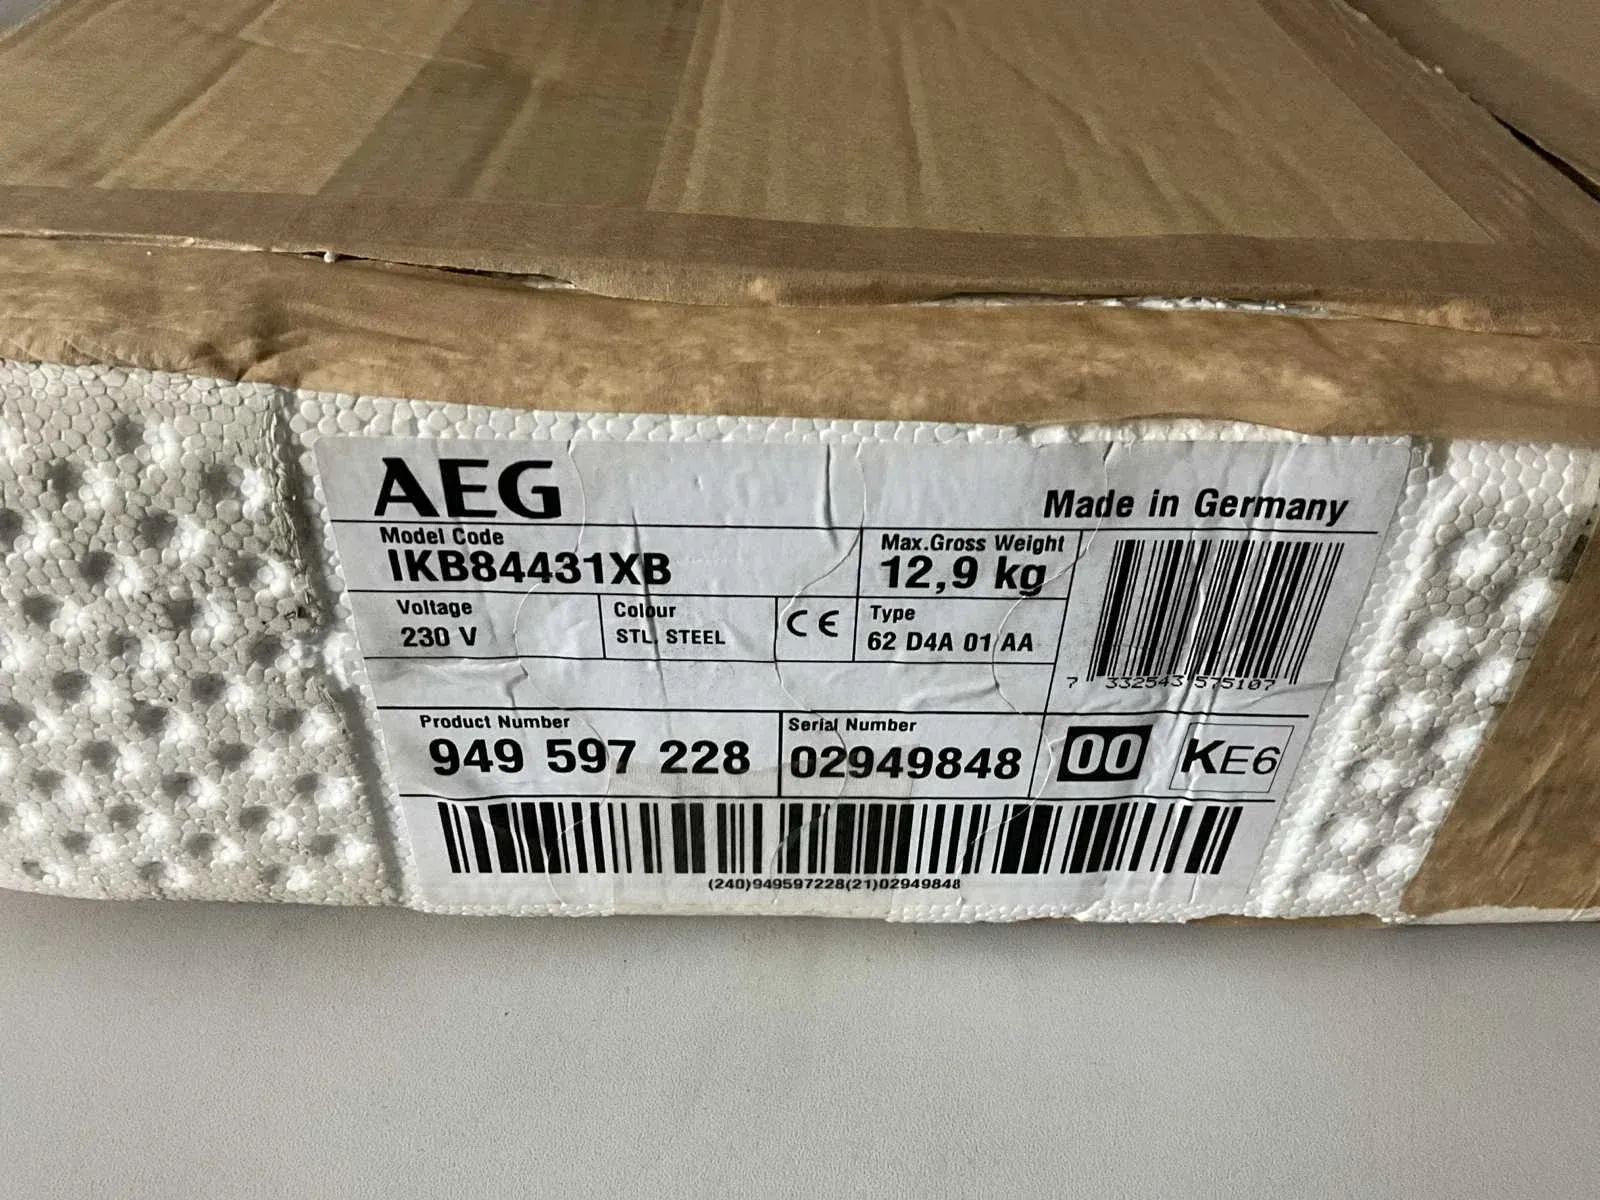 AEG
Made in Germany
Model Code
IKB84431XB
Max.Gross Weight
12,9 kg
Voltage
230 V
Colour
STL. STEEL
CE
Type
62 D4A 01 AA
7 332543 575107
Product Number
949 597 228
Serial Number
02949848
00
KE6
(240)949597228(21)02949848